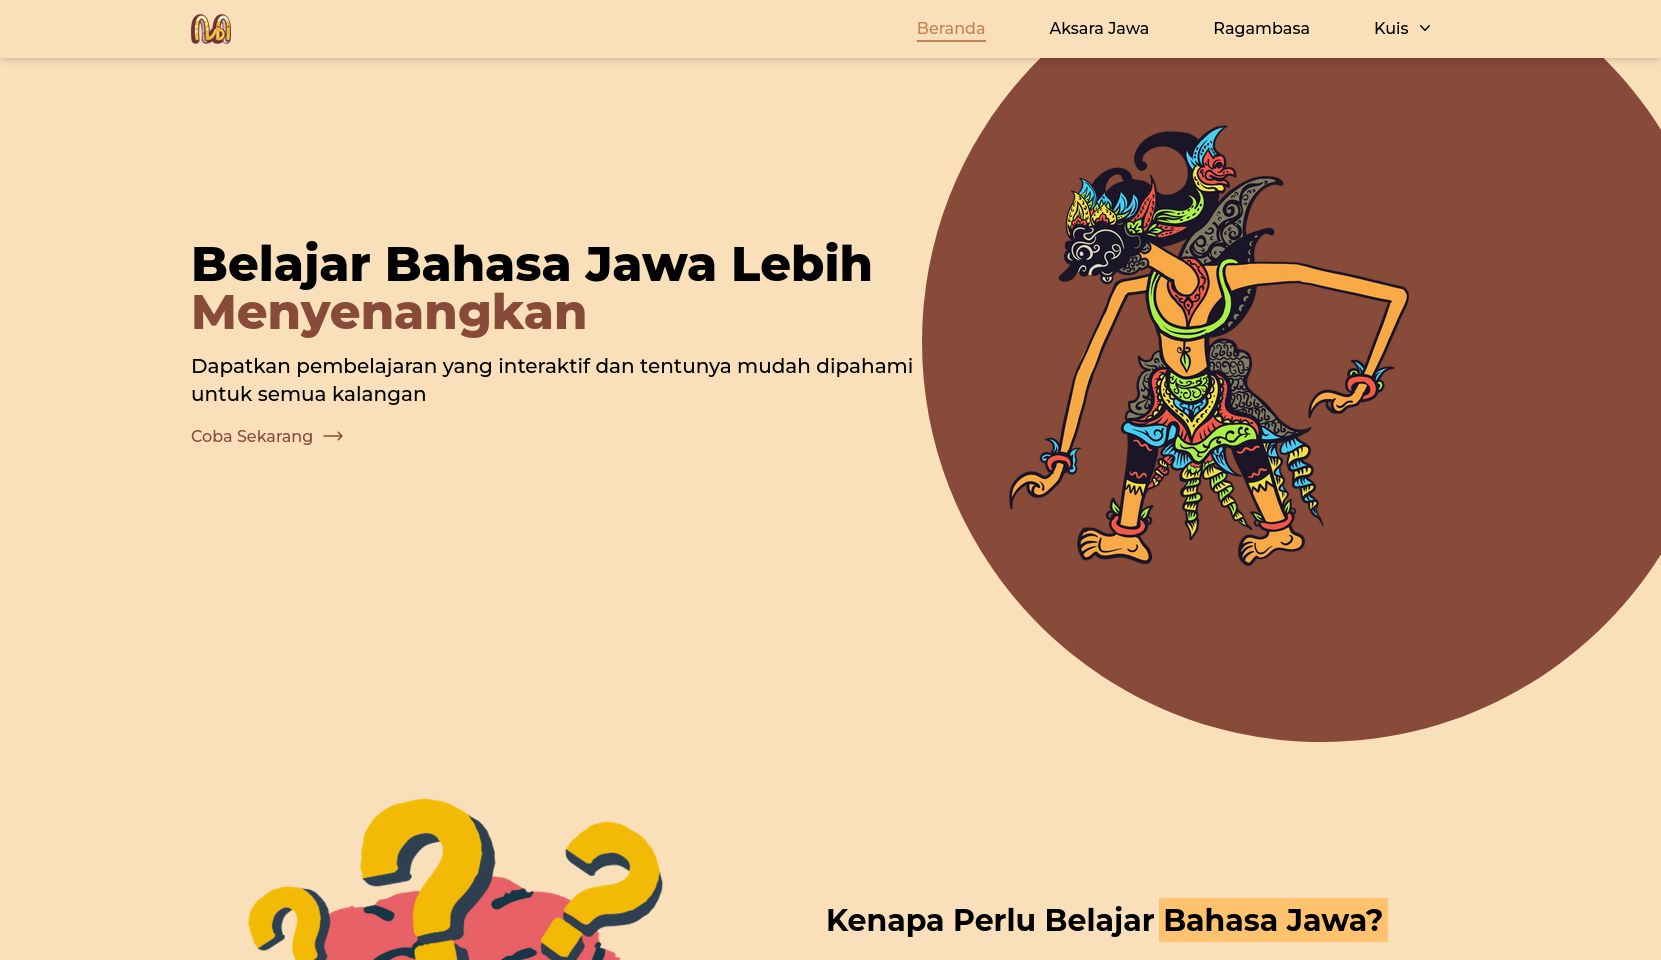 Beranda
Aksara Jawa
Ragambasa
Kuis
Belajar Bahasa Jawa Lebih
Menyenangkan
Dapatkan pembelajaran yang interaktif dan tentunya mudah dipahami
untuk semua kalangan
Coba Sekarang
Kenapa Perlu Belajar Bahasa Jawa?